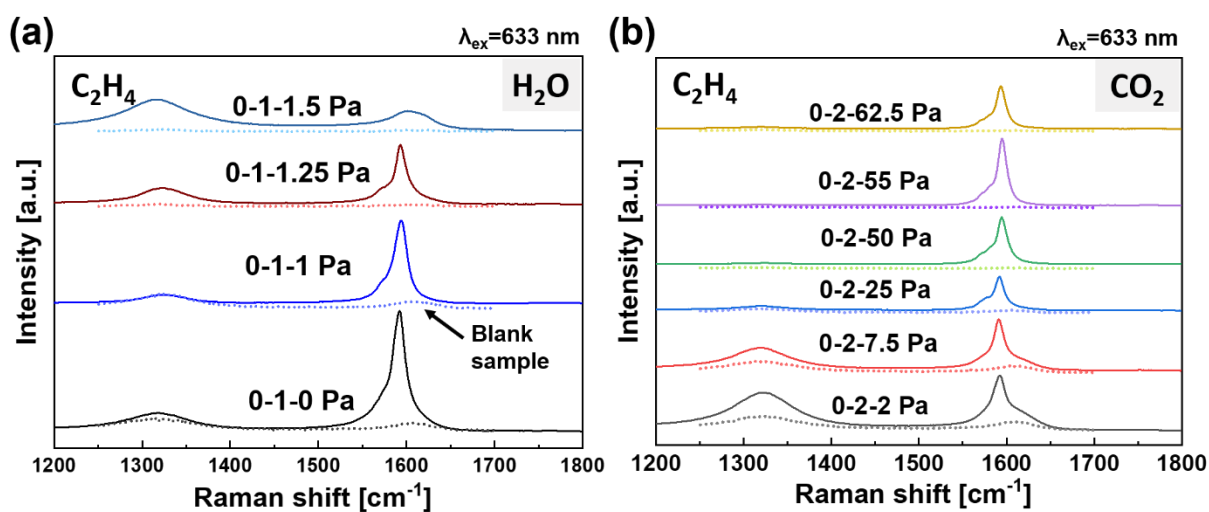 (a)
λex=633 nm
C2H4
H2O
0-1-1.5 Pa
0-1-1.25 Pa
0-1-1 Pa
Blank
sample
0-1-0 Pa
Intensity [a.u.]
1200 1300 1400 1500 1600 1700 1800
Raman shift [cm⁻¹]
(b)
λex=633 nm
C2H4
CO2
0-2-62.5 Pa
0-2-55 Pa
0-2-50 Pa
0-2-25 Pa
0-2-7.5 Pa
0-2-2 Pa
Intensity [a.u.]
1200 1300 1400 1500 1600 1700 1800
Raman shift [cm⁻¹]